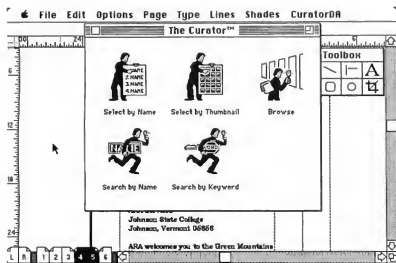 File Edit Options Page Type Lines Shades CuratorDA
The Curator™
Toolbox
A
Select by Name
Select by Thumbnail
Browse
NAME
Search by Name
Search by Keyword
Johnson State College
Johnson, Vermont 05656
ARA welcomes you to the Green Mountains
L R 1 2 3 4 5 6